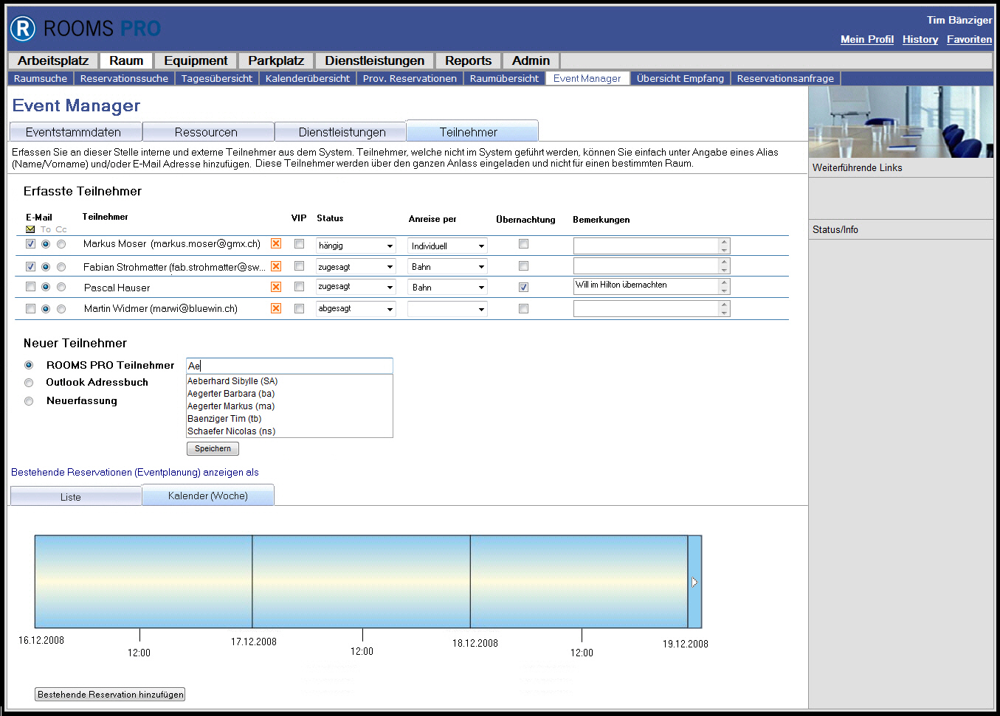 R ROOMS PRO
Tim Bänziger
Mein Profil History Favoriten
Arbeitsplatz Raum Equipment Parkplatz Dienstleistungen Reports Admin
Raumsuche Reservationssuche Tagesübersicht Kalenderübersicht Prov. Reservationen Raumübersicht Event Manager Übersicht Empfang Reservationsanfrage
Event Manager
Eventstammdaten Ressourcen Dienstleistungen Teilnehmer
Erfassen Sie an dieser Stelle interne und externe Teilnehmer aus dem System. Teilnehmer, welche nicht im System geführt werden, können Sie einfach unter Angabe eines Alias
(Name/Vorname) und/oder E-Mail Adresse hinzufügen. Diese Teilnehmer werden über den ganzen Anlass eingeladen und nicht für einen bestimmten Raum.
Weiterführende Links
Status/Info
Erfasste Teilnehmer
E-Mail Teilnehmer VIP Status Anreise per Übernachtung Bemerkungen
To Cc
Markus Moser (markus.moser@gmx.ch) hängig Individuell
Fabian Strohmatter (fab.strohmatter@sw... zugesagt Bahn
Pascal Hauser zugesagt Bahn Will im Hilton übernachten
Martin Widmer (marwi@bluewin.ch) abgesagt
Neuer Teilnehmer
ROOMS PRO Teilnehmer Ae
Outlook Adressbuch
Neuerfassung
Aeberhard Sibylle (SA)
Aegerter Barbara (ba)
Aegerter Markus (ma)
Baenziger Tim (tb)
Schaefer Nicolas (ns)
Speichern
Bestehende Reservationen (Eventplanung) anzeigen als
Liste Kalender (Woche)
16.12.2008 12:00 17.12.2008 12:00 18.12.2008 12:00 19.12.2008
Bestehende Reservation hinzufügen